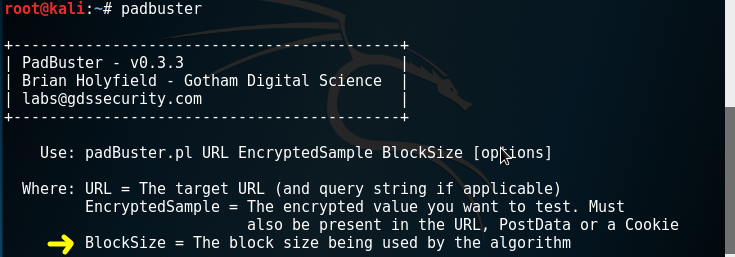 root@kali:~# padbuster
+-------------------------------------------+
| PadBuster - v0.3.3                        |
| Brian Holyfield - Gotham Digital Science  |
| labs@gdssecurity.com                      |
+-------------------------------------------+
Use: padBuster.pl URL EncryptedSample BlockSize [options]
Where: URL = The target URL (and query string if applicable)
EncryptedSample = The encrypted value you want to test. Must
also be present in the URL, PostData or a Cookie
BlockSize = The block size being used by the algorithm